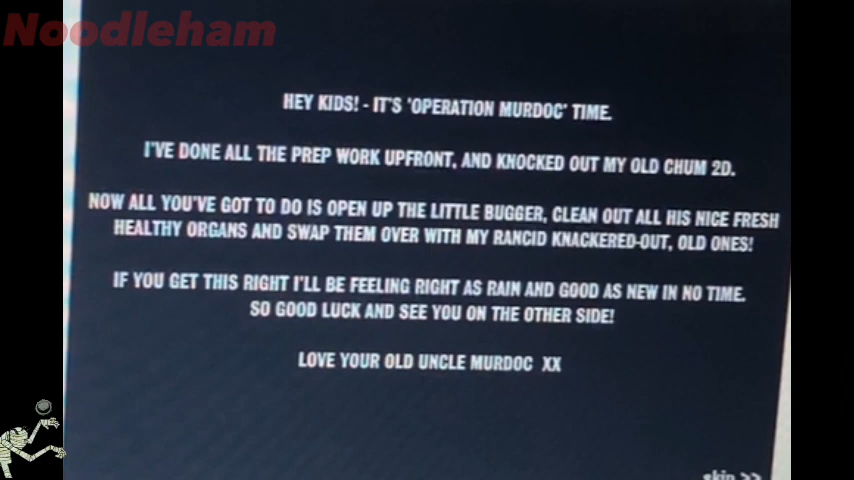 Noodleham
HEY KIDS! - IT'S 'OPERATION MURDOC' TIME.
I'VE DONE ALL THE PREP WORK UPFRONT, AND KNOCKED OUT MY OLD CHUM 2D.
NOW ALL YOU'VE GOT TO DO IS OPEN UP THE LITTLE BUGGER, CLEAN OUT ALL HIS NICE FRESH
HEALTHY ORGANS AND SWAP THEM OVER WITH MY RANCID KNACKERED-OUT, OLD ONES!
IF YOU GET THIS RIGHT I'LL BE FEELING RIGHT AS RAIN AND GOOD AS NEW IN NO TIME.
SO GOOD LUCK AND SEE YOU ON THE OTHER SIDE!
LOVE YOUR OLD UNCLE MURDOC XX
skip >>